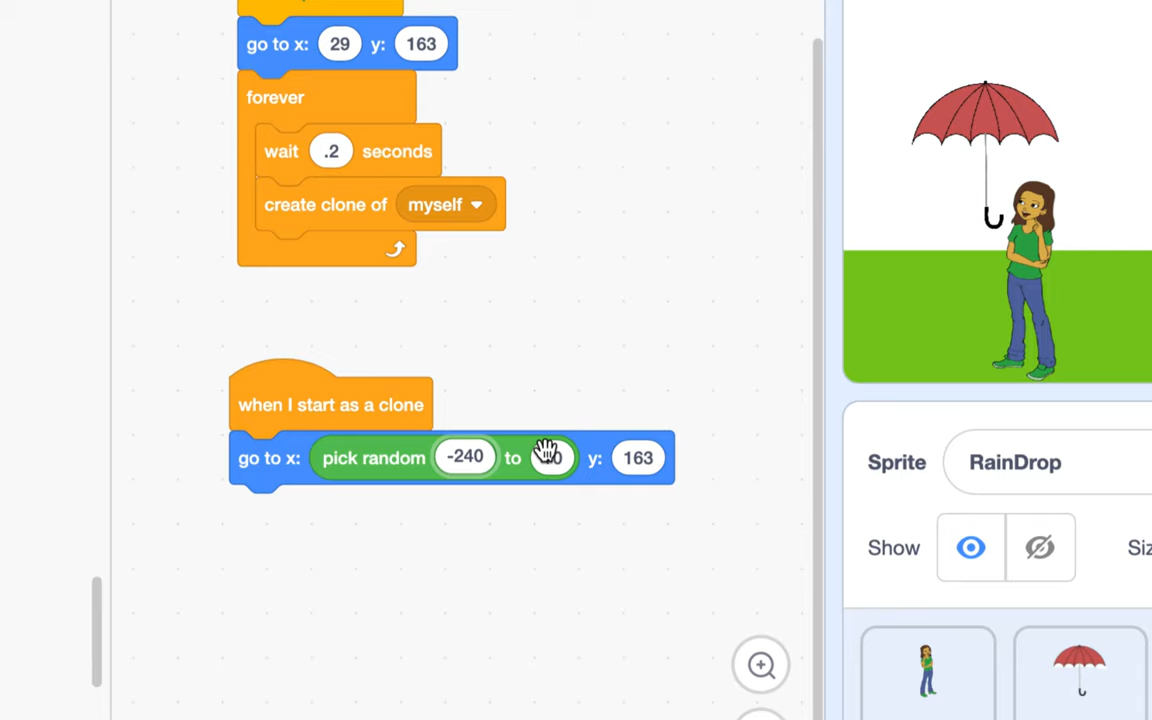 go to x: 29 y: 163
forever
wait .2 seconds
create clone of myself
when I start as a clone
go to x: pick random -240 to y: 163
Sprite RainDrop
Show